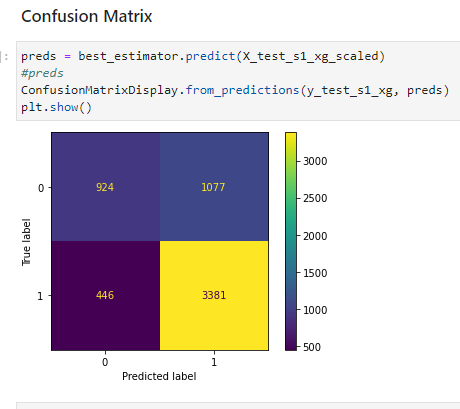 Confusion Matrix
]:
preds = best_estimator.predict(X_test_s1_xg_scaled)
#preds
ConfusionMatrixDisplay.from_predictions(y_test_s1_xg, preds)
plt.show()
0
924
1077
1
446
3381
True label
0
1
Predicted label
3000
2500
2000
1500
1000
500